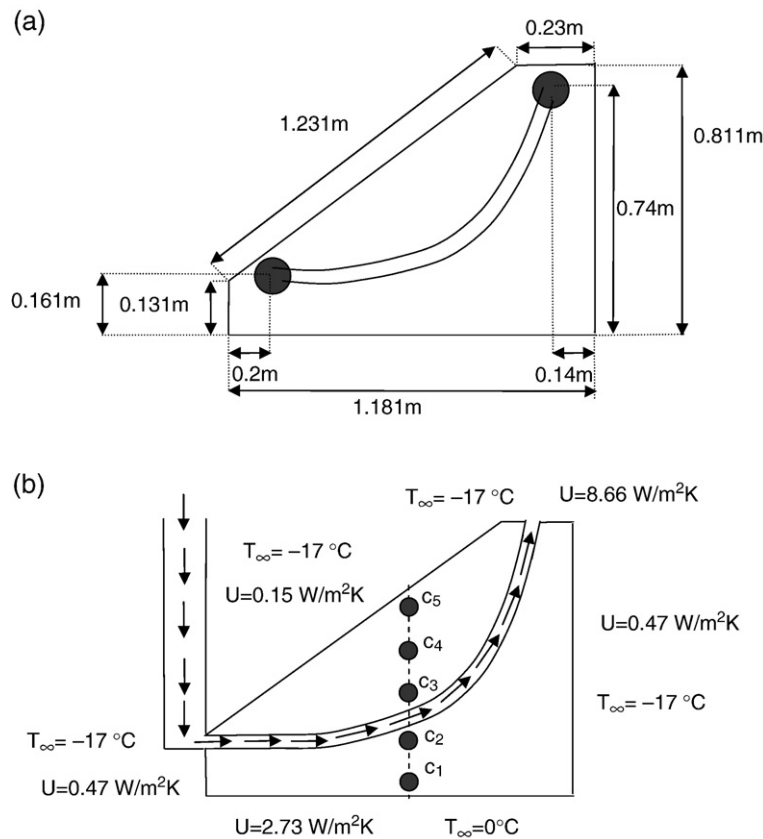 (a)
0.23m
1.231m
0.811m
0.74m
0.161m
0.131m
0.2m
0.14m
1.181m
(b)
T∞= –17 °C
U=8.66 W/m²K
T∞= –17 °C
U=0.15 W/m²K
c₅
c₄
U=0.47 W/m²K
c₃
T∞= –17 °C
T∞= –17 °C
c₂
U=0.47 W/m²K
c₁
U=2.73 W/m²K
T∞=0°C